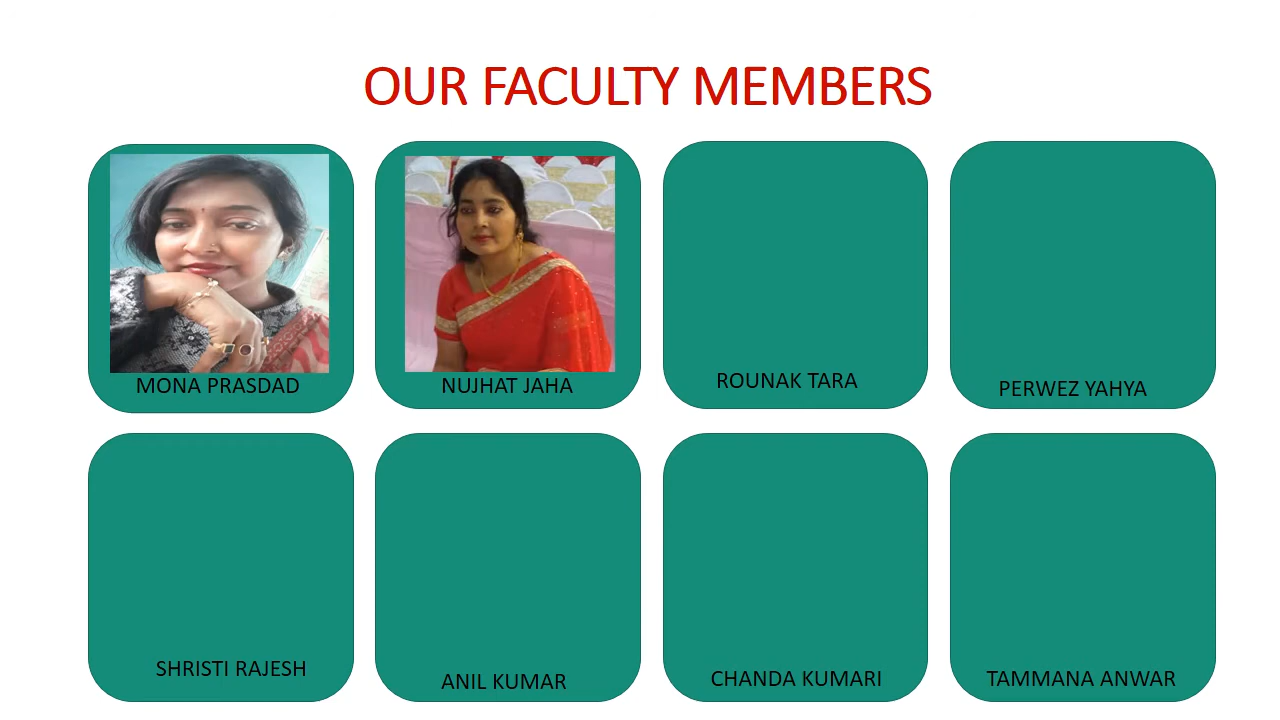 OUR FACULTY MEMBERS
MONA PRASDAD
NUJHAT JAHA
ROUNAK TARA
PERWEZ YAHYA
SHRISTI RAJESH
ANIL KUMAR
CHANDA KUMARI
TAMMANA ANWAR